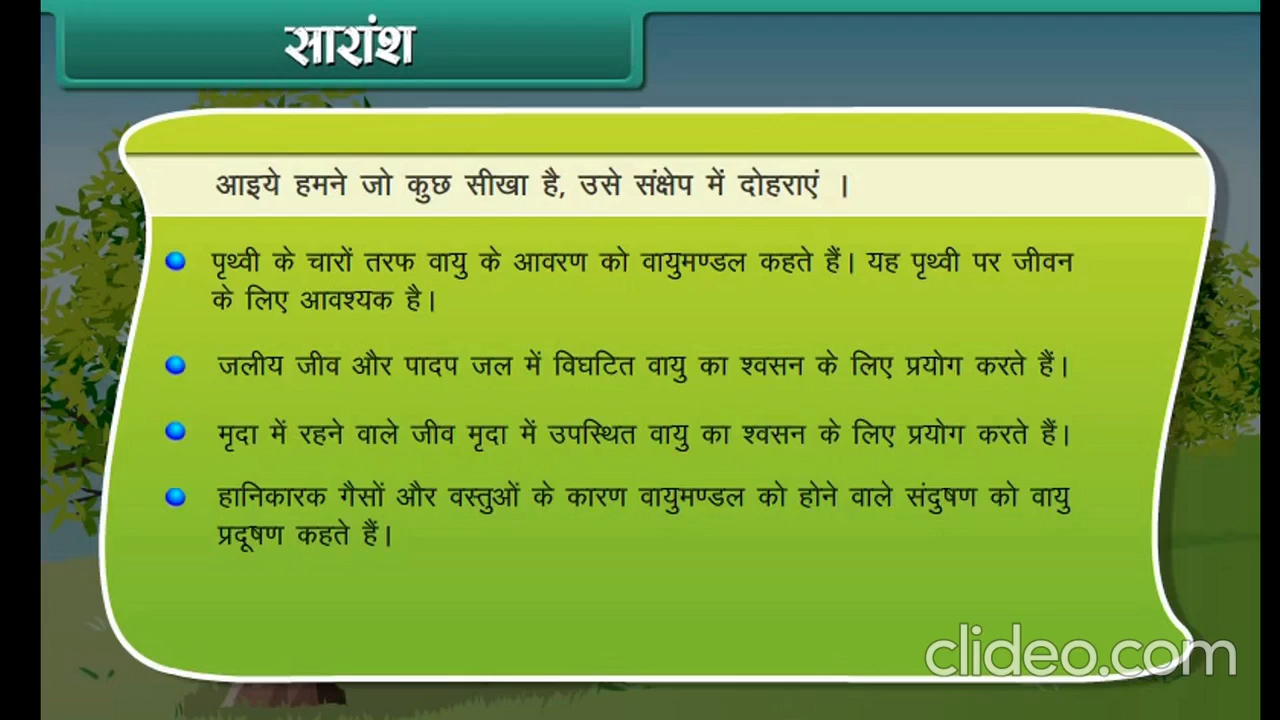 सारांश
आइये हमने जो कुछ सीखा है, उसे संक्षेप में दोहराएं ।
पृथ्वी के चारों तरफ वायु के आवरण को वायुमण्डल कहते हैं। यह पृथ्वी पर जीवन
के लिए आवश्यक है।
जलीय जीव और पादप जल में विघटित वायु का श्वसन के लिए प्रयोग करते हैं।
मृदा में रहने वाले जीव मृदा में उपस्थित वायु का श्वसन के लिए प्रयोग करते हैं।
हानिकारक गैसों और वस्तुओं के कारण वायुमण्डल को होने वाले संदुषण को वायु
प्रदूषण कहते हैं।
clideo.com